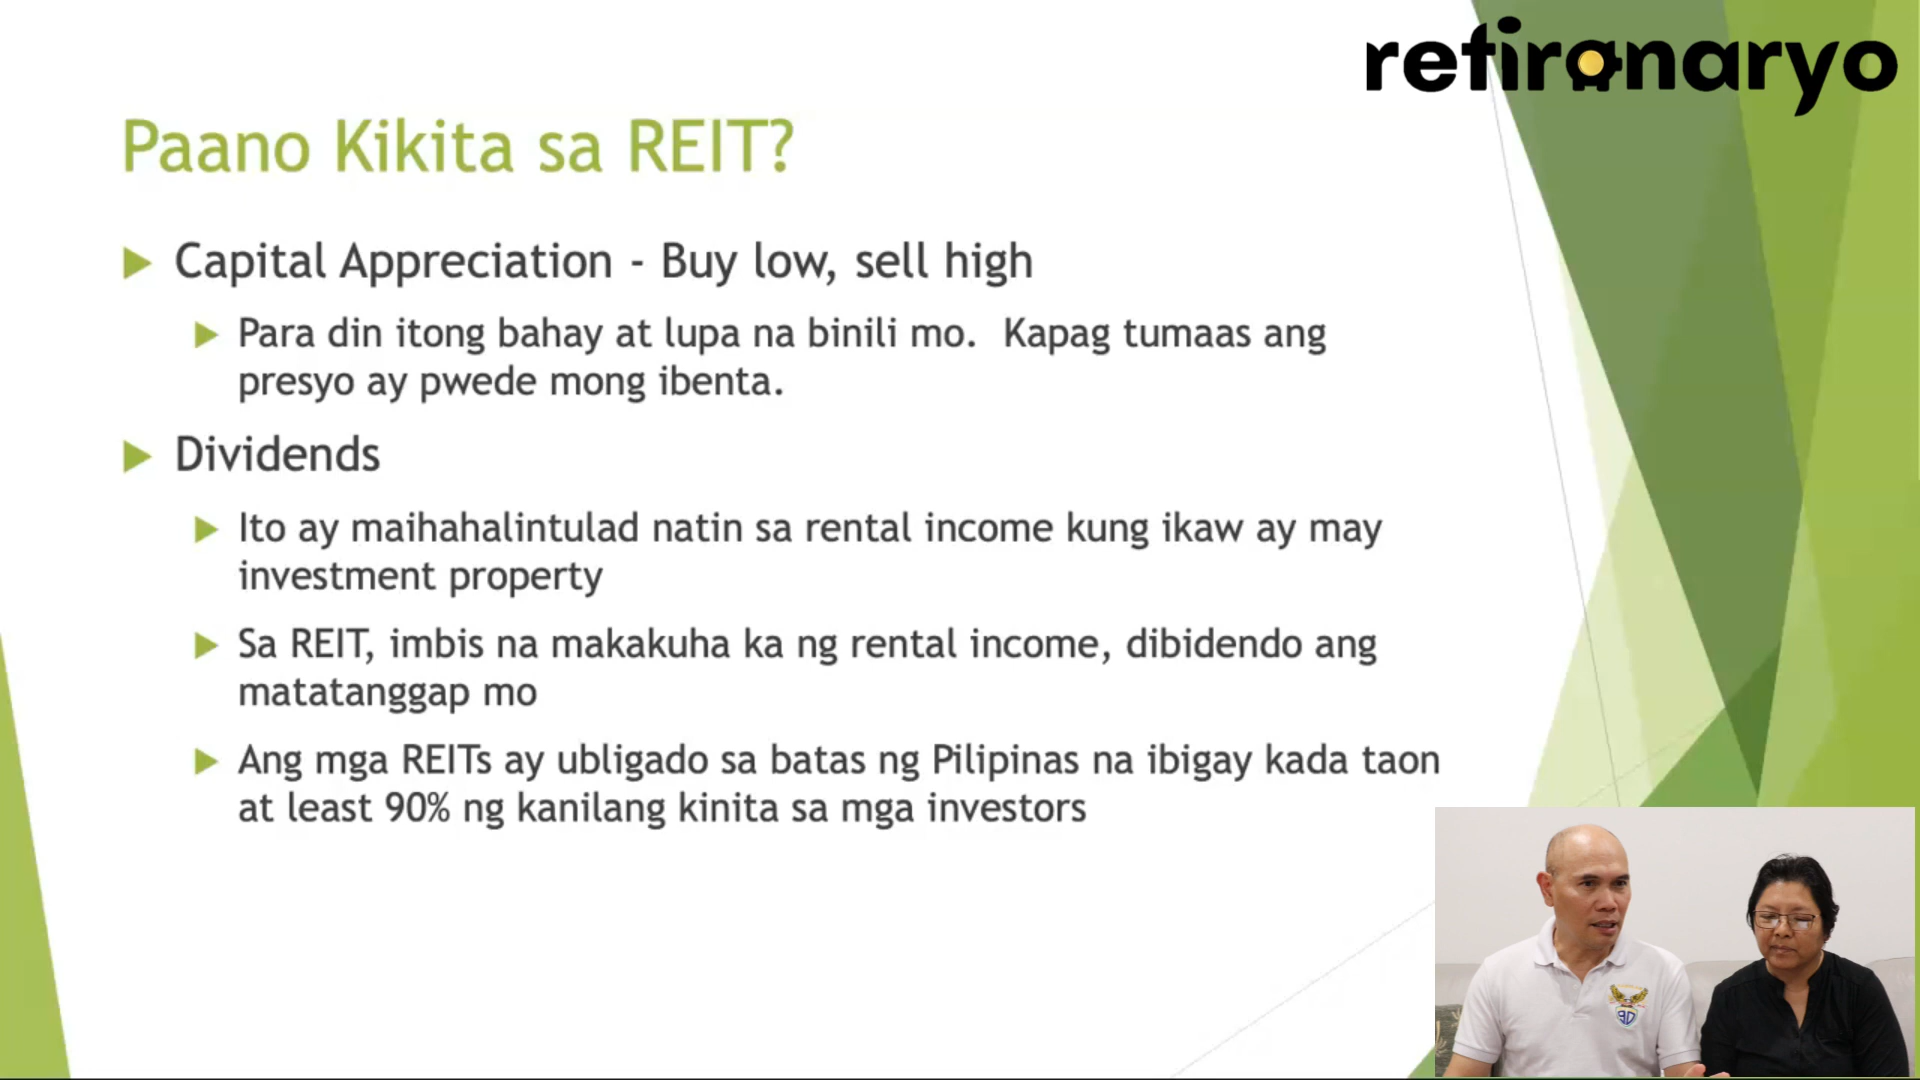 retiranaryo
Paano Kikita sa REIT?
Capital Appreciation - Buy low, sell high
Para din itong bahay at lupa na binili mo. Kapag tumaas ang
presyo ay pwede mong ibenta.
Dividends
Ito ay maihahalintulad natin sa rental income kung ikaw ay may
investment property
Sa REIT, imbis na makakuha ka ng rental income, dibidendo ang
matatanggap mo
Ang mga REITs ay ubligado sa batas ng Pilipinas na ibigay kada taon
at least 90% ng kanilang kinita sa mga investors